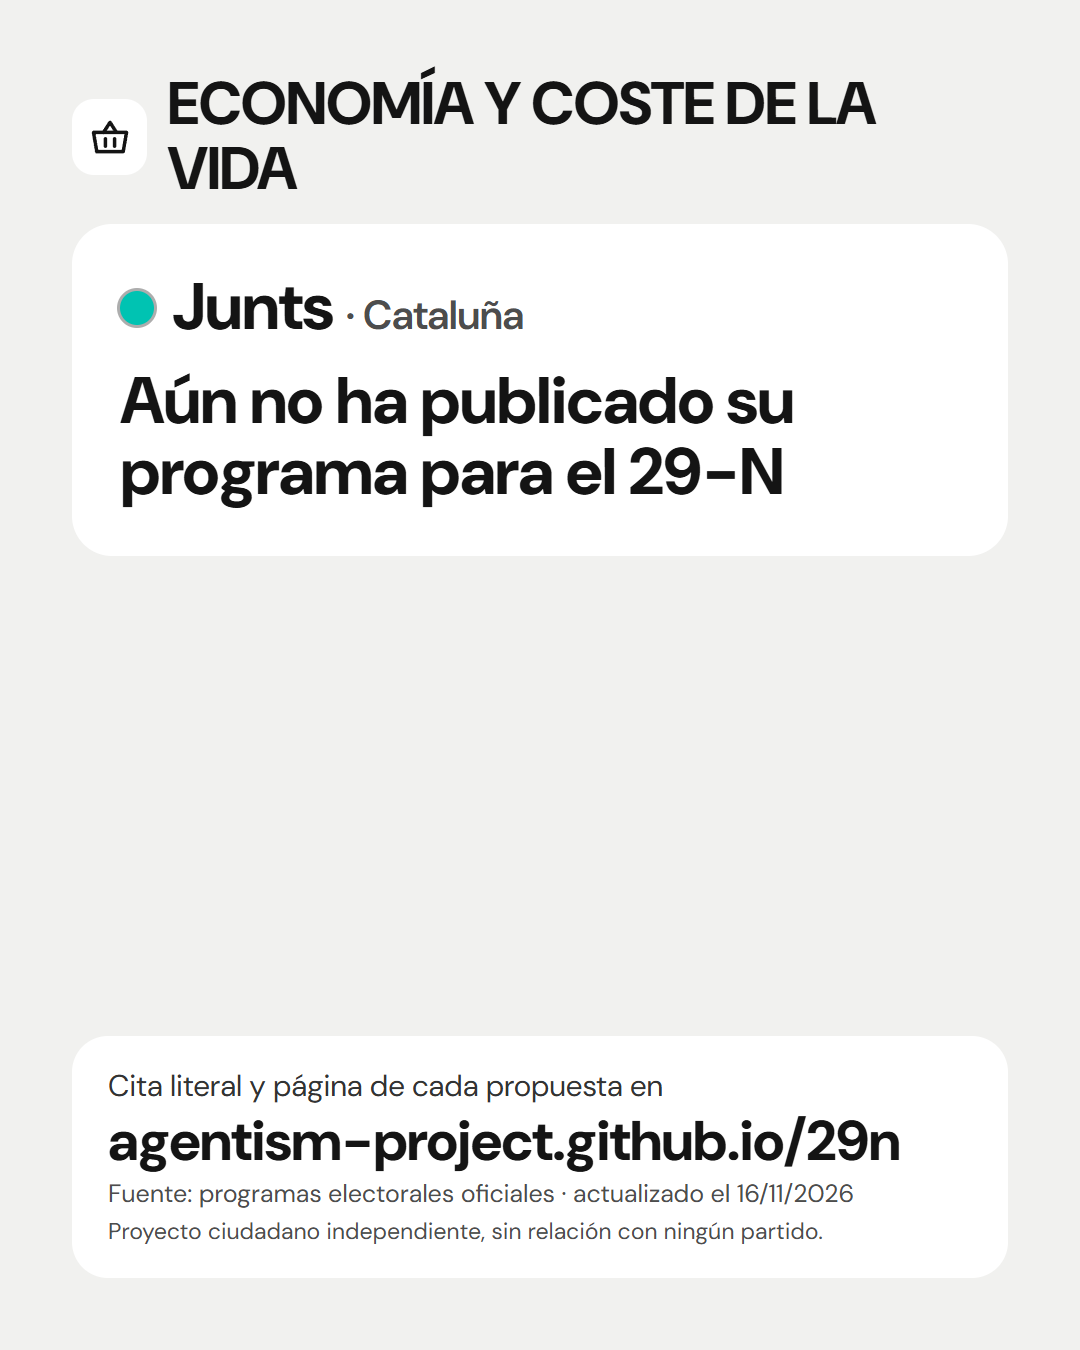 ECONOMÍA Y COSTE DE LA
VIDA
Junts · Cataluña
Aún no ha publicado su
programa para el 29-N
Cita literal y página de cada propuesta en
agentism-project.github.io/29n
Fuente: programas electorales oficiales · actualizado el 16/11/2026
Proyecto ciudadano independiente, sin relación con ningún partido.